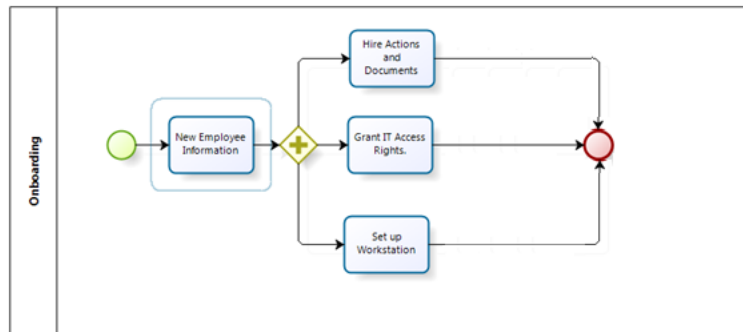 Onboarding
New Employee
Information
Hire Actions
and
Documents
Grant IT Access
Rights.
Set up
Workstation